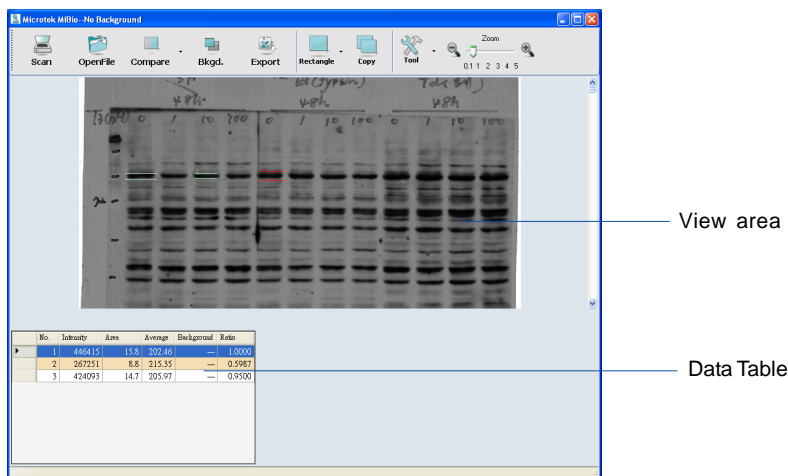 Microtek MiBio--No Background
Scan OpenFile Compare Bkgd. Export Rectangle Copy Tool
Zoom
0.1 1 2 3 4 5
48h 48h 48h
0 1 10 100 0 1 10 100 0 1 10 100
View area
No. Intensity Area Average Background Ratio
1 446415 15.8 202.46 — 1.0000
2 267251 8.8 215.35 — 0.5987
3 424093 14.7 205.97 — 0.9500
Data Table